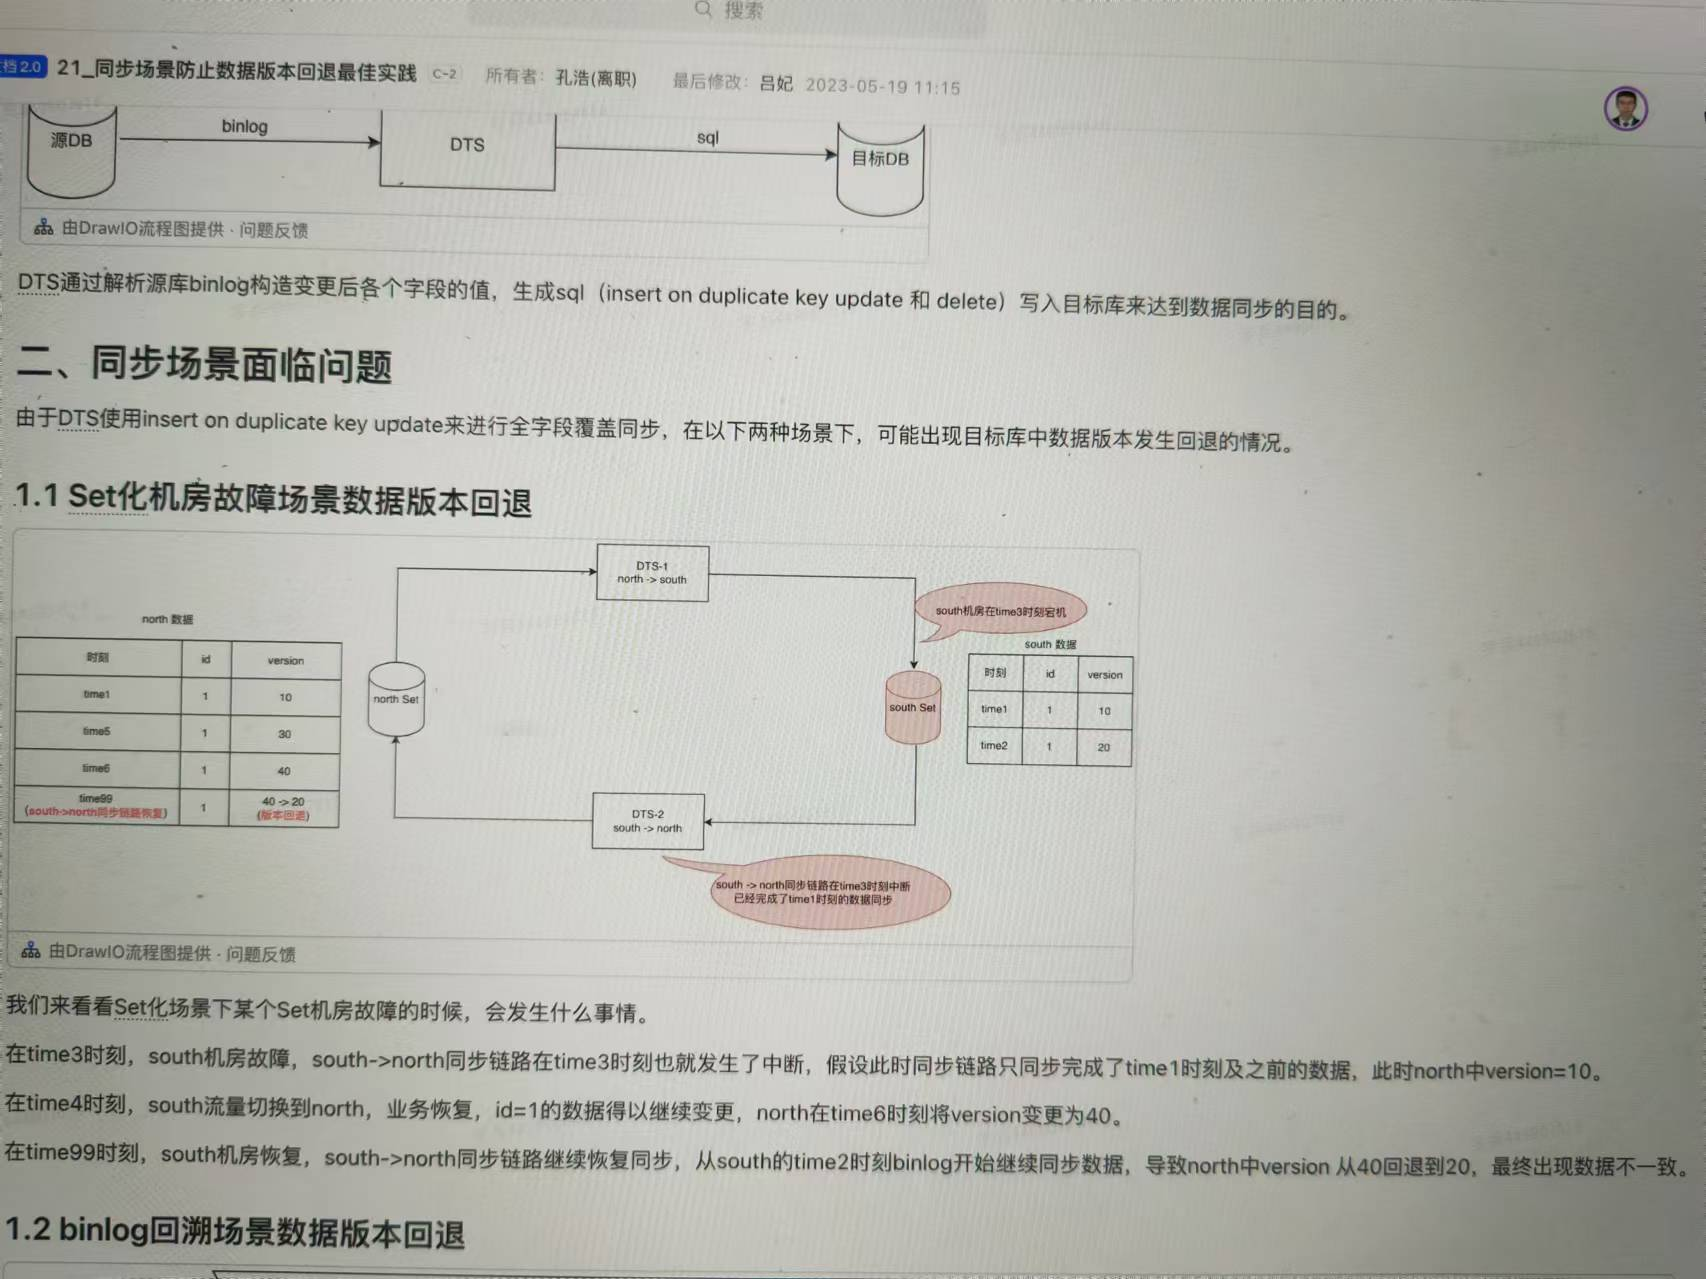 搜索
档2.0 21_同步场景防止数据版本回退最佳实践 C-2 所有者: 孔浩(离职) 最后修改: 吕妃 2023-05-19 11:15
源DB
binlog
DTS
sql
目标DB
由DrawIO流程图提供 · 问题反馈
DTS通过解析源库binlog构造变更后各个字段的值，生成sql（insert on duplicate key update 和 delete）写入目标库来达到数据同步的目的。
二、同步场景面临问题
由于DTS使用insert on duplicate key update来进行全字段覆盖同步，在以下两种场景下，可能出现目标库中数据版本发生回退的情况。
1.1 Set化机房故障场景数据版本回退
north 数据
时刻 id version
time1 1 10
time5 1 30
time6 1 40
time99
(south->north同步链路恢复)
1
40 -> 20
(版本回退)
north Set
DTS-1
north -> south
south机房在time3时刻宕机
south Set
south 数据
时刻 id version
time1 1 10
time2 1 20
DTS-2
south -> north
south -> north同步链路在time3时刻中断
已经完成了time1时刻的数据同步
由DrawIO流程图提供 · 问题反馈
我们来看看Set化场景下某个Set机房故障的时候，会发生什么事情。
在time3时刻，south机房故障，south->north同步链路在time3时刻也就发生了中断，假设此时同步链路只同步完成了time1时刻及之前的数据，此时north中version=10。
在time4时刻，south流量切换到north，业务恢复，id=1的数据得以继续变更，north在time6时刻将version变更为40。
在time99时刻，south机房恢复，south->north同步链路继续恢复同步，从south的time2时刻binlog开始继续同步数据，导致north中version 从40回退到20，最终出现数据不一致。
1.2 binlog回溯场景数据版本回退